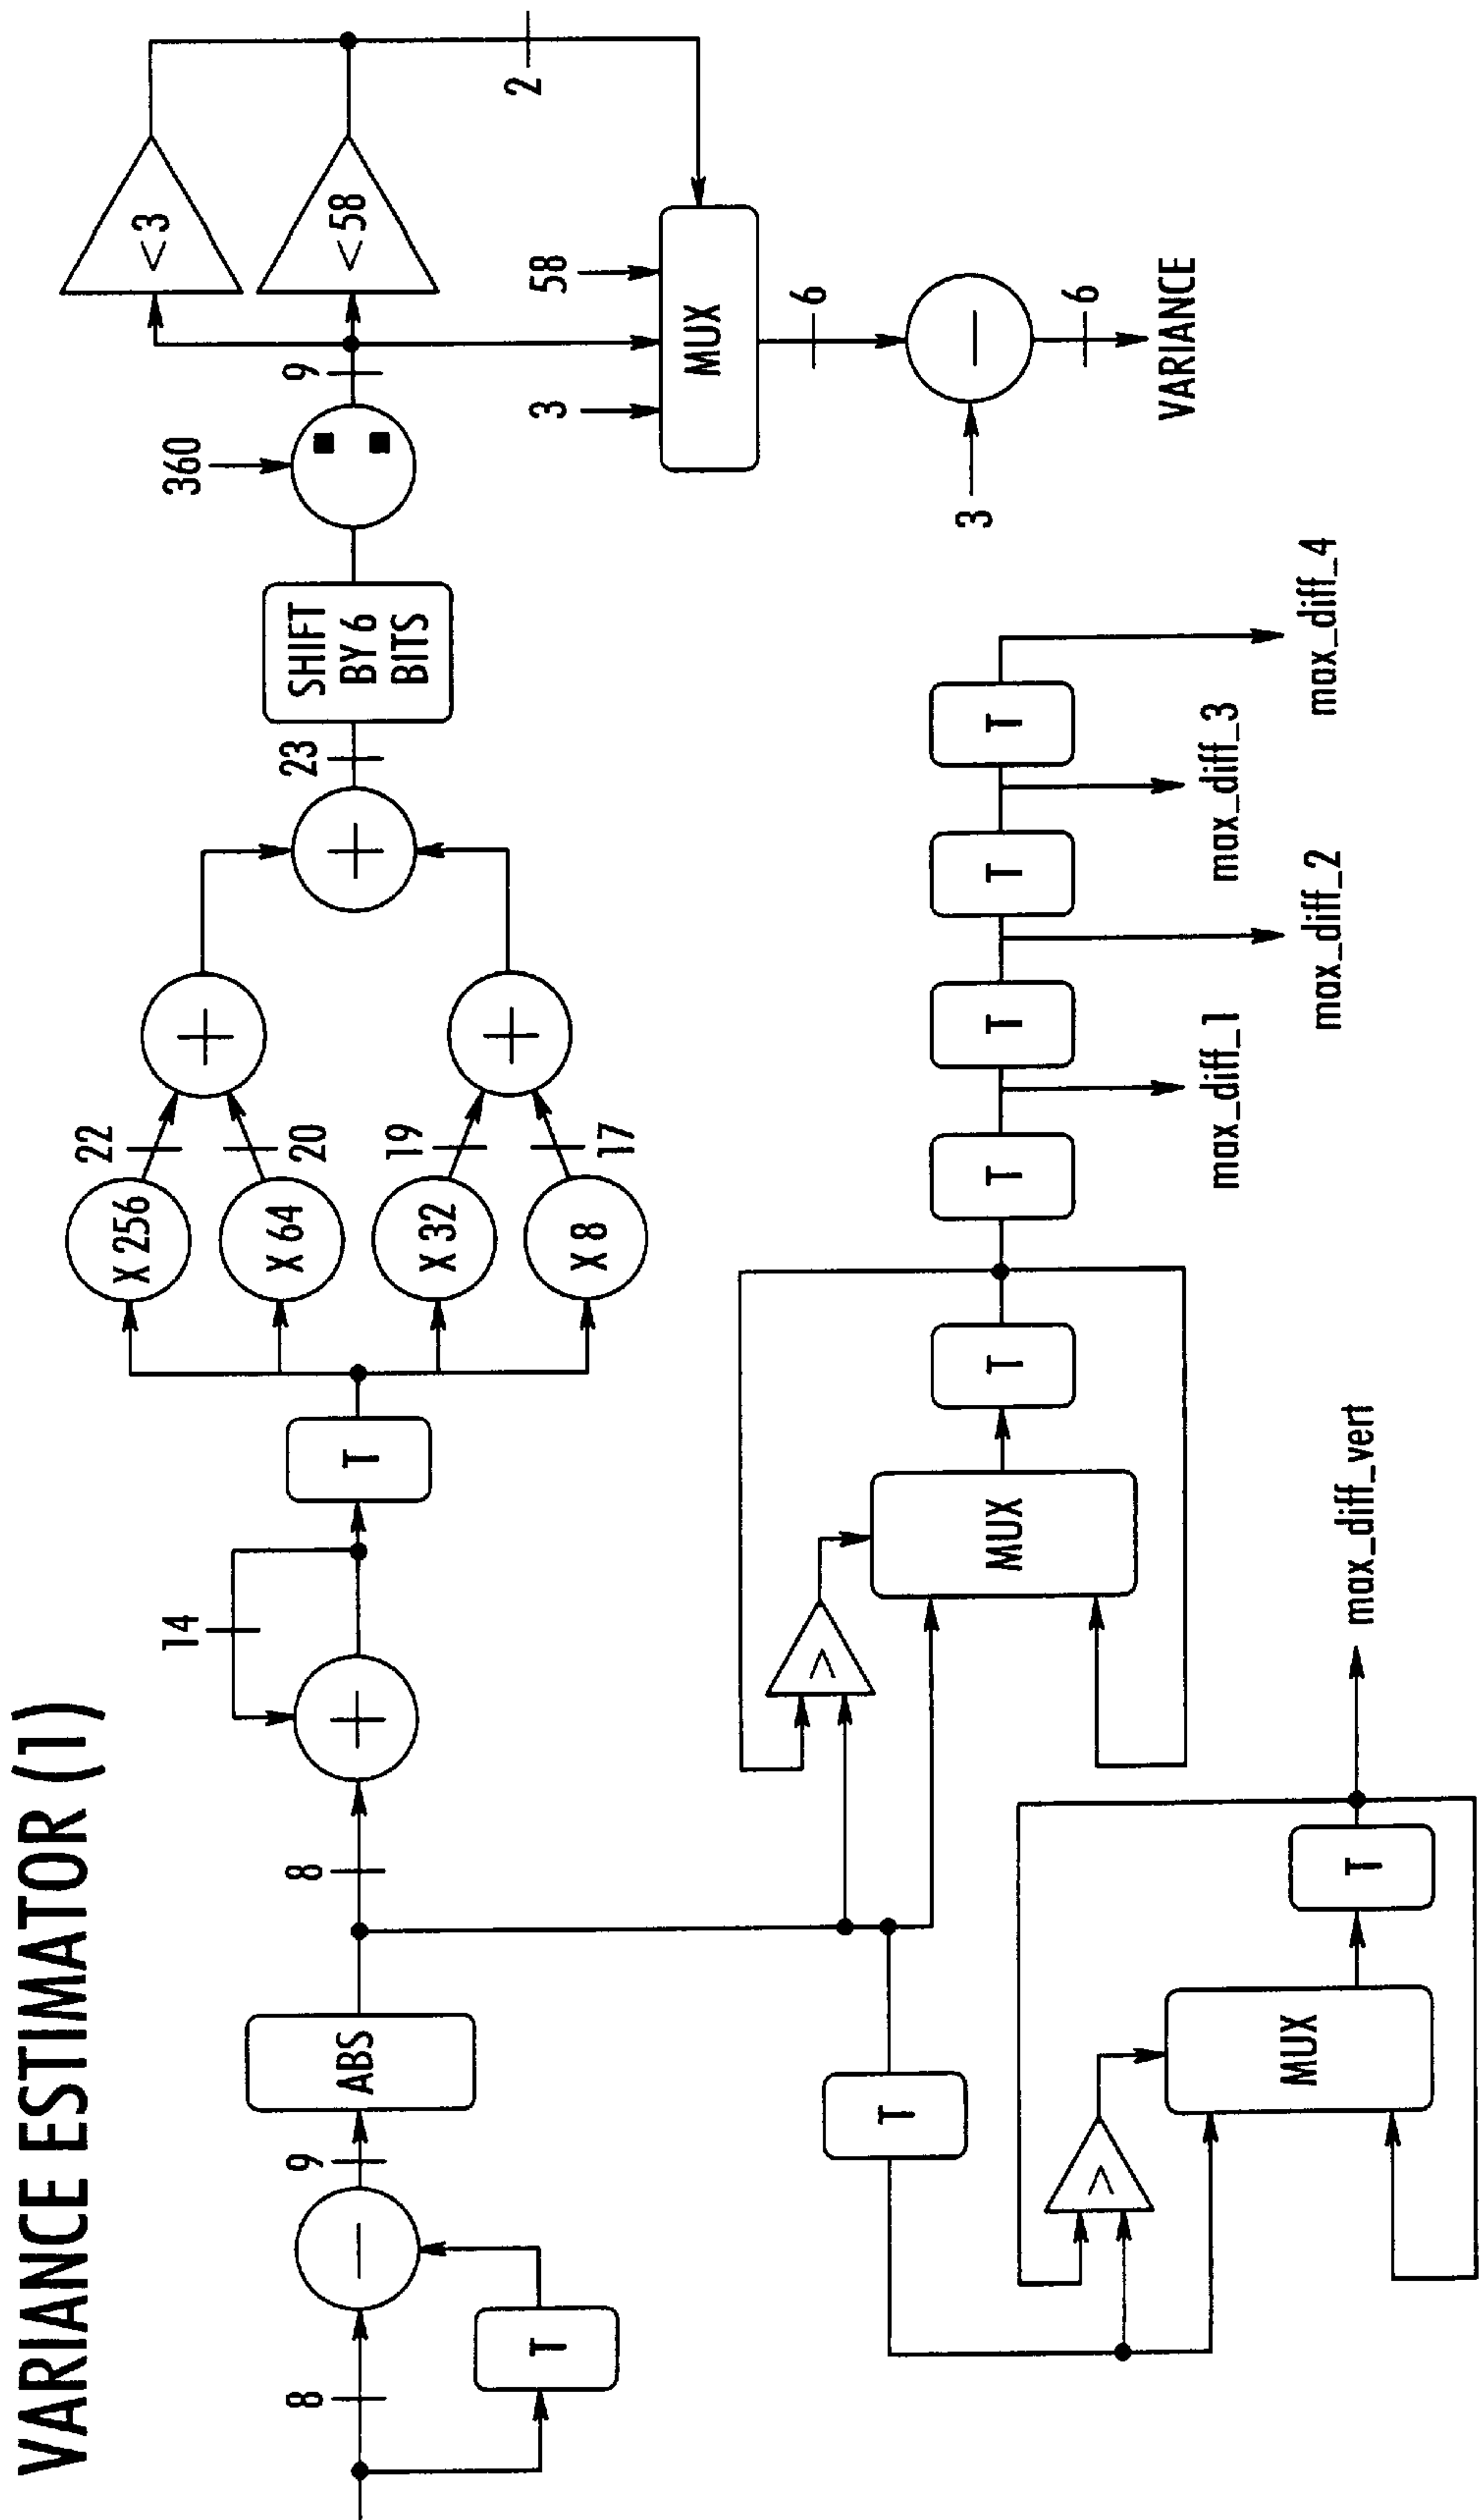 VARIANCE ESTIMATOR (1)
8
T
9
ABS
8
14
T
X 256
X 64
X 32
X 8
22
20
19
17
23
SHIFT
BY 6
BITS
360
9
<3
<58
2
3
58
MUX
6
3
6
VARIANCE
>
MUX
T
T
T
T
T
max_diff_1
max_diff_2
max_diff_3
max_diff_4
T
>
MUX
T
max_diff_vert